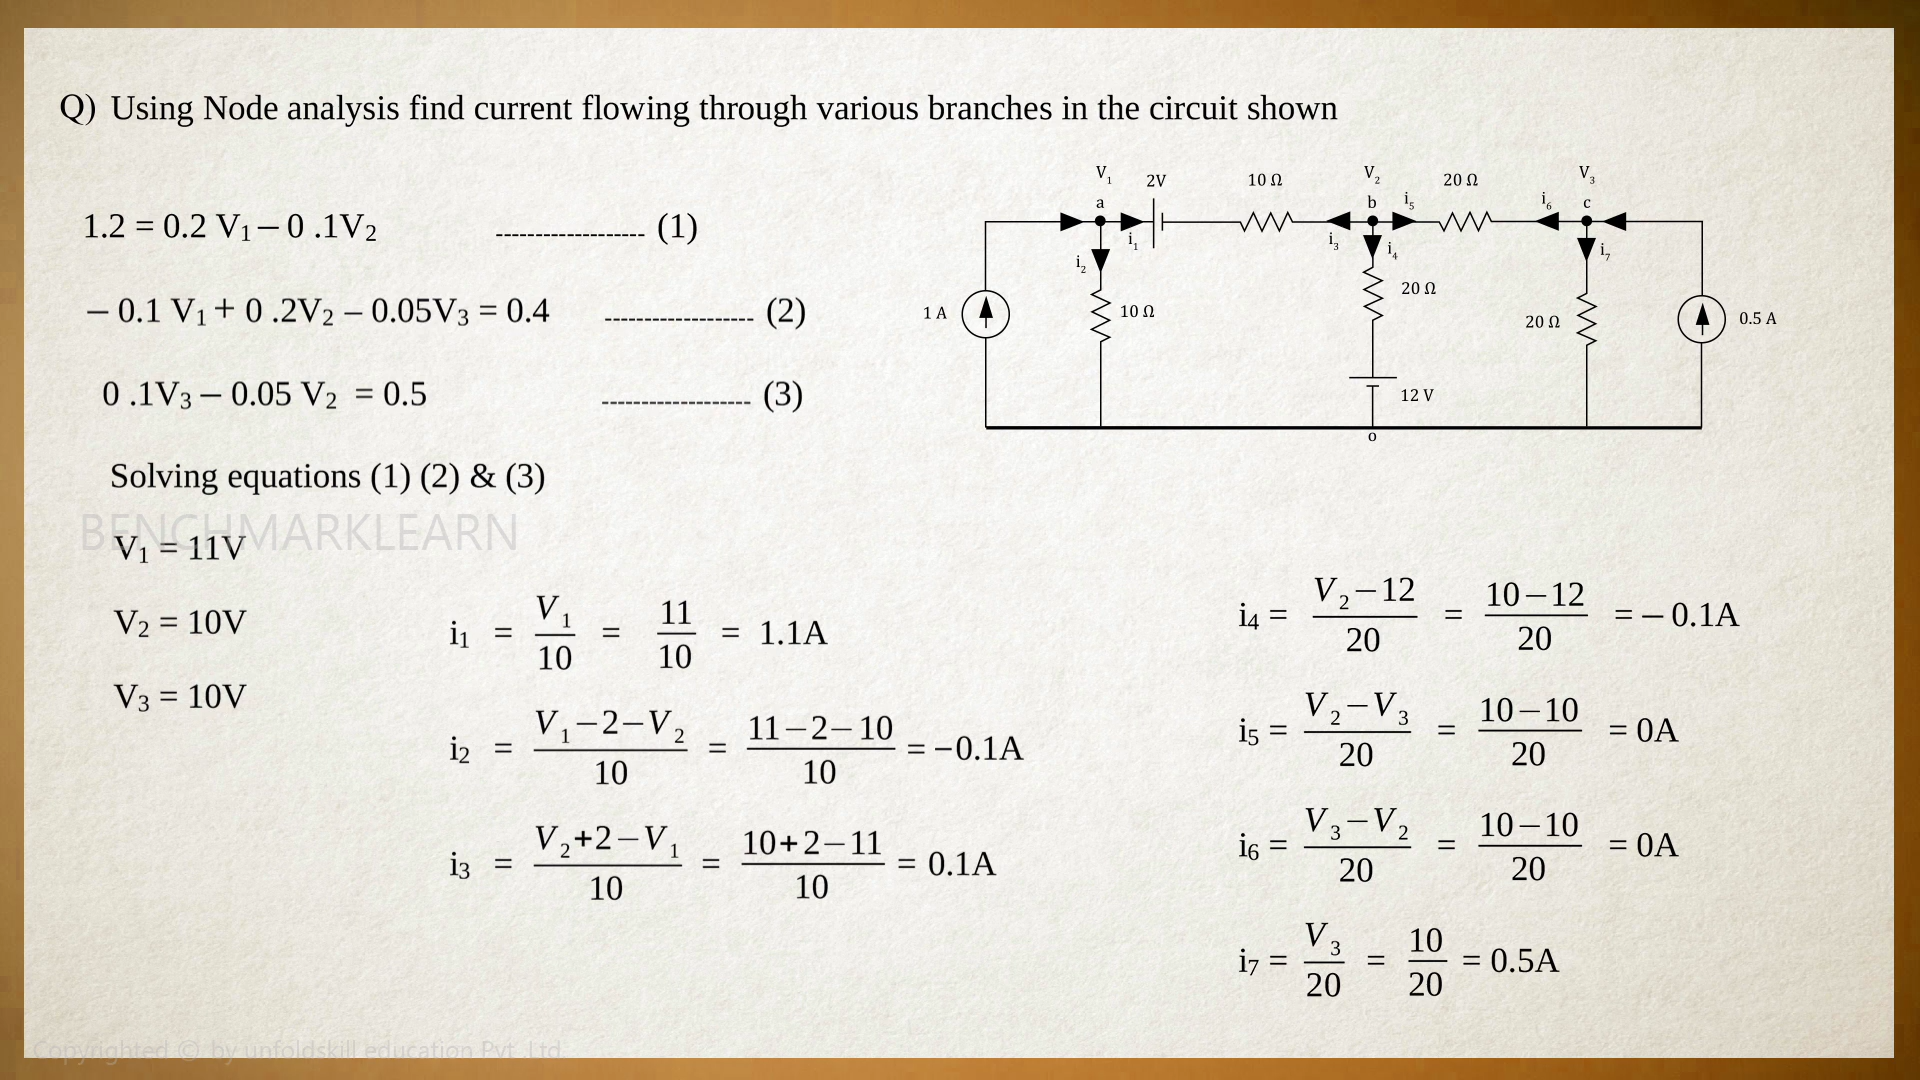 Q) Using Node analysis find current flowing through various branches in the circuit shown
1.2 = 0.2 V₁ – 0 .1V₂ ------------------- (1)
– 0.1 V₁ + 0 .2V₂ – 0.05V₃ = 0.4 ------------------- (2)
0 .1V₃ – 0.05 V₂ = 0.5 ------------------- (3)
Solving equations (1) (2) & (3)
BENCHMARKLEARN
V₁ = 11V
V₂ = 10V
V₃ = 10V
V₁ 2V 10 Ω V₂ 20 Ω V₃
a b i₅ i₆ c
i₁ i₃ i₄ i₇
i₂
20 Ω
1 A 10 Ω 20 Ω 0.5 A
12 V
o
i₁ = V₁/10 = 11/10 = 1.1A
i₂ = (V₁−2−V₂)/10 = (11−2−10)/10 = −0.1A
i₃ = (V₂+2−V₁)/10 = (10+2−11)/10 = 0.1A
i₄ = (V₂−12)/20 = (10−12)/20 = – 0.1A
i₅ = (V₂−V₃)/20 = (10−10)/20 = 0A
i₆ = (V₃−V₂)/20 = (10−10)/20 = 0A
i₇ = V₃/20 = 10/20 = 0.5A
Copyrighted © by unfoldskill education Pvt. Ltd